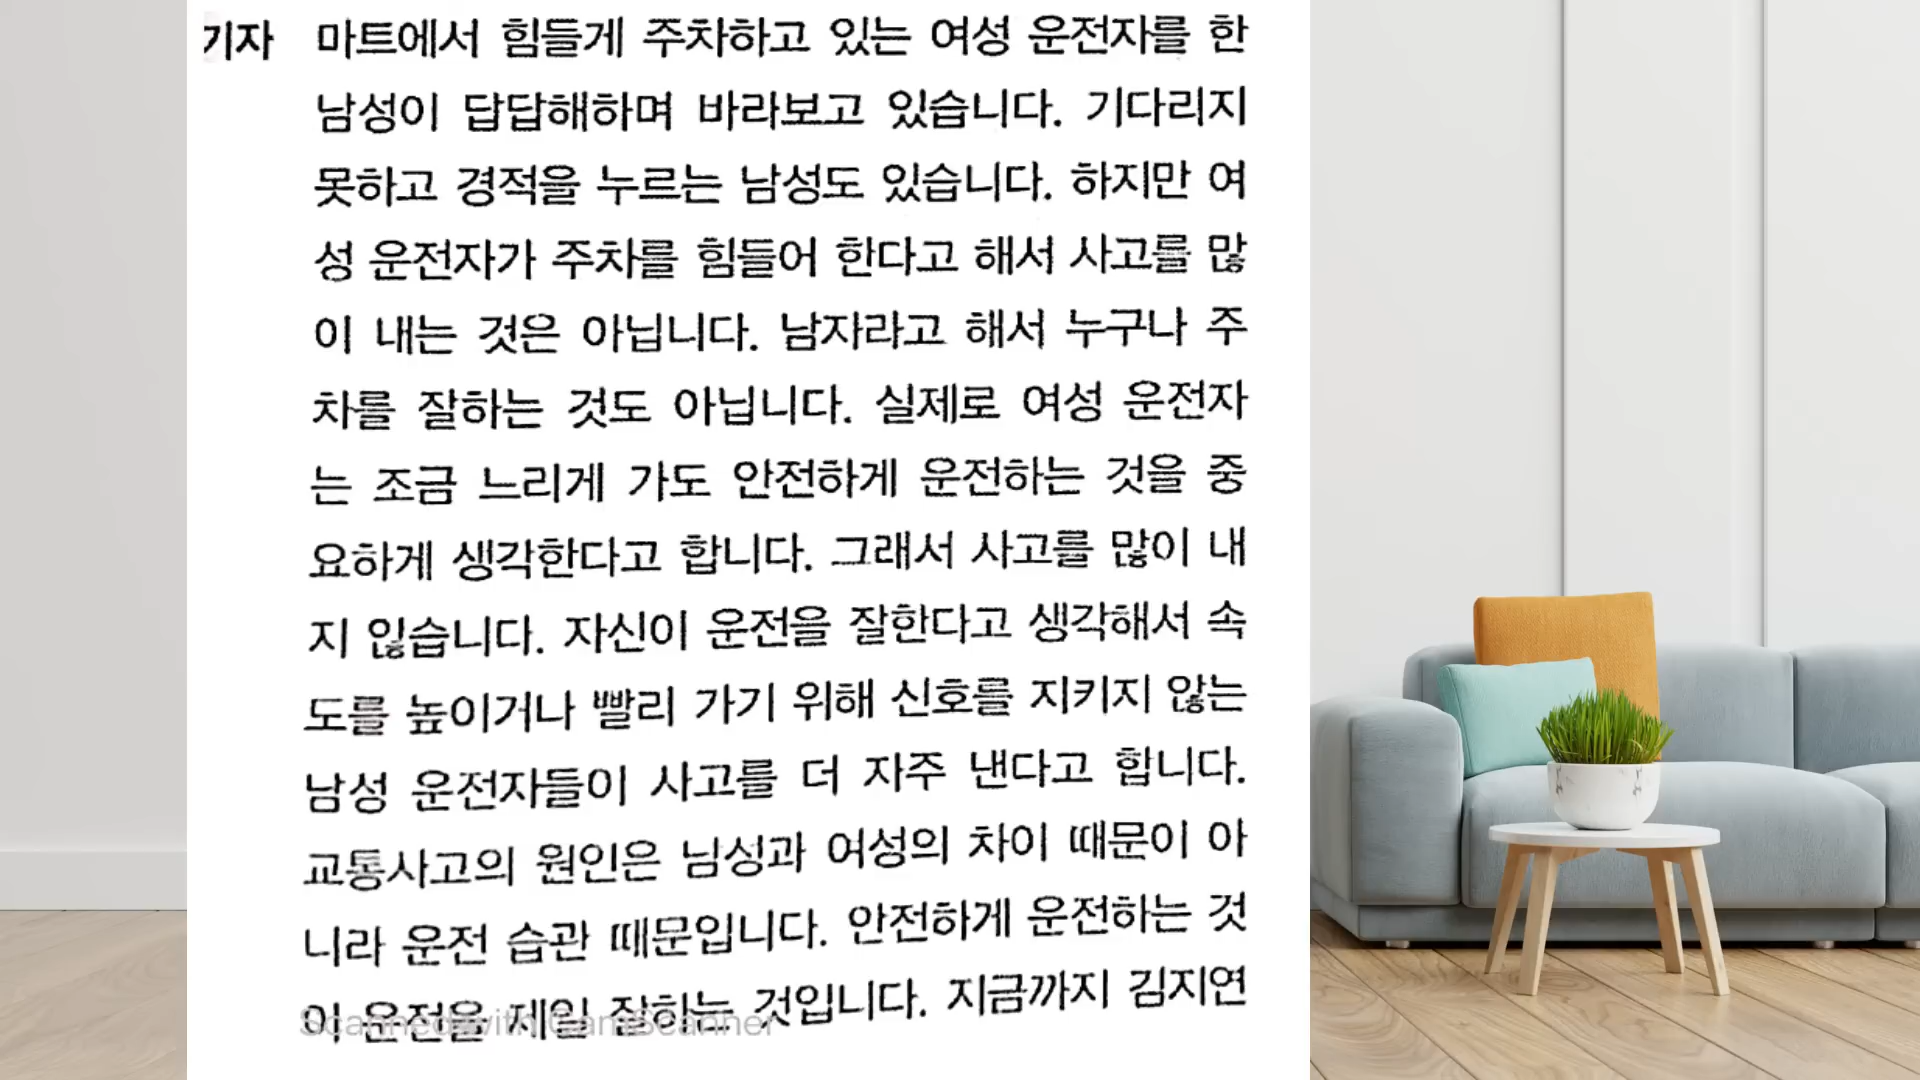 기자 마트에서 힘들게 주차하고 있는 여성 운전자를 한
남성이 답답해하며 바라보고 있습니다. 기다리지
못하고 경적을 누르는 남성도 있습니다. 하지만 여
성 운전자가 주차를 힘들어 한다고 해서 사고를 많
이 내는 것은 아닙니다. 남자라고 해서 누구나 주
차를 잘하는 것도 아닙니다. 실제로 여성 운전자
는 조금 느리게 가도 안전하게 운전하는 것을 중
요하게 생각한다고 합니다. 그래서 사고를 많이 내
지 않습니다. 자신이 운전을 잘한다고 생각해서 속
도를 높이거나 빨리 가기 위해 신호를 지키지 않는
남성 운전자들이 사고를 더 자주 낸다고 합니다.
교통사고의 원인은 남성과 여성의 차이 때문이 아
니라 운전 습관 때문입니다. 안전하게 운전하는 것
이 운전을 제일 잘하는 것입니다. 지금까지 김지연
Scanned with CamScanner